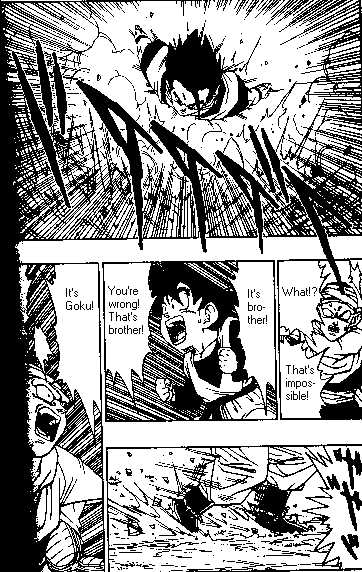 What!?
That's
impos-
sible!
It's
bro-
ther!
You're
wrong!
That's
brother!
It's
Goku!